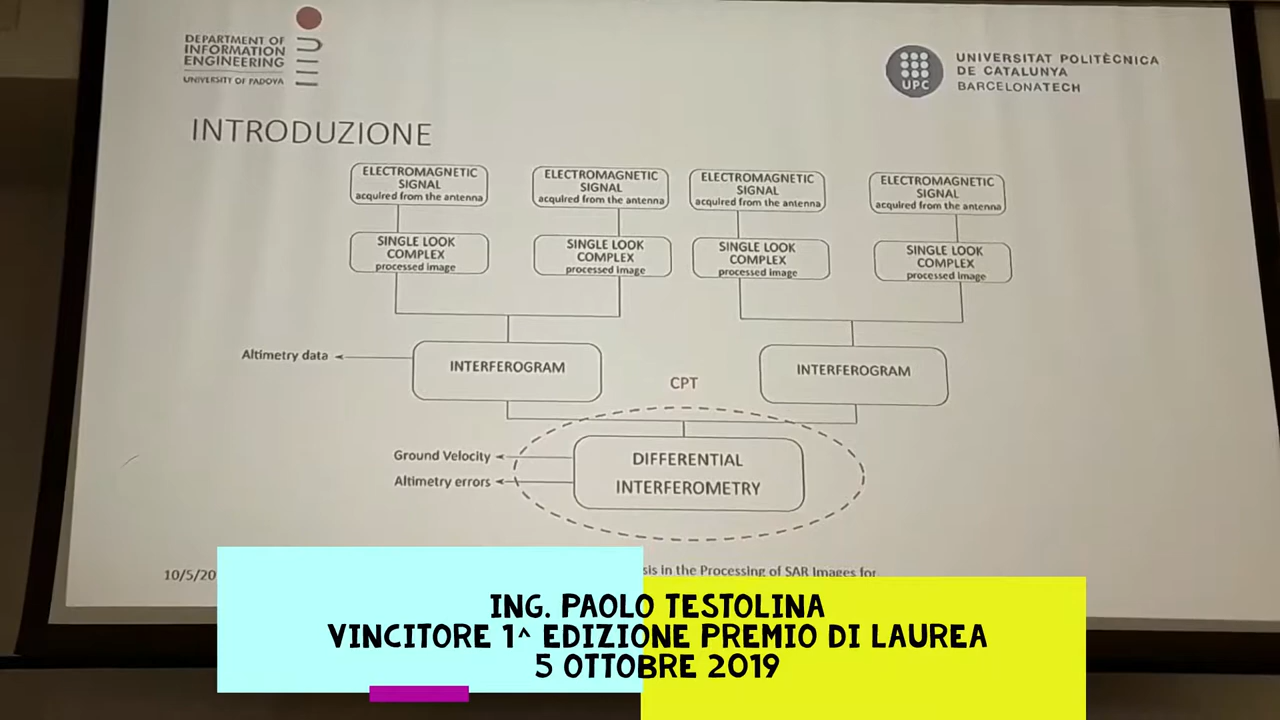 DEPARTMENT OF
INFORMATION
ENGINEERING
UNIVERSITY OF PADOVA
UNIVERSITAT POLITÈCNICA
DE CATALUNYA
BARCELONATECH
UPC
INTRODUZIONE
ELECTROMAGNETIC
SIGNAL
acquired from the antenna
ELECTROMAGNETIC
SIGNAL
acquired from the antenna
ELECTROMAGNETIC
SIGNAL
acquired from the antenna
ELECTROMAGNETIC
SIGNAL
acquired from the antenna
SINGLE LOOK
COMPLEX
processed image
SINGLE LOOK
COMPLEX
processed image
SINGLE LOOK
COMPLEX
processed image
SINGLE LOOK
COMPLEX
processed image
Altimetry data
INTERFEROGRAM
INTERFEROGRAM
CPT
Ground Velocity
Altimetry errors
DIFFERENTIAL
INTERFEROMETRY
in the Processing of SAR Images for
ING. PAOLO TESTOLINA
VINCITORE 1^ EDIZIONE PREMIO DI LAUREA
5 OTTOBRE 2019